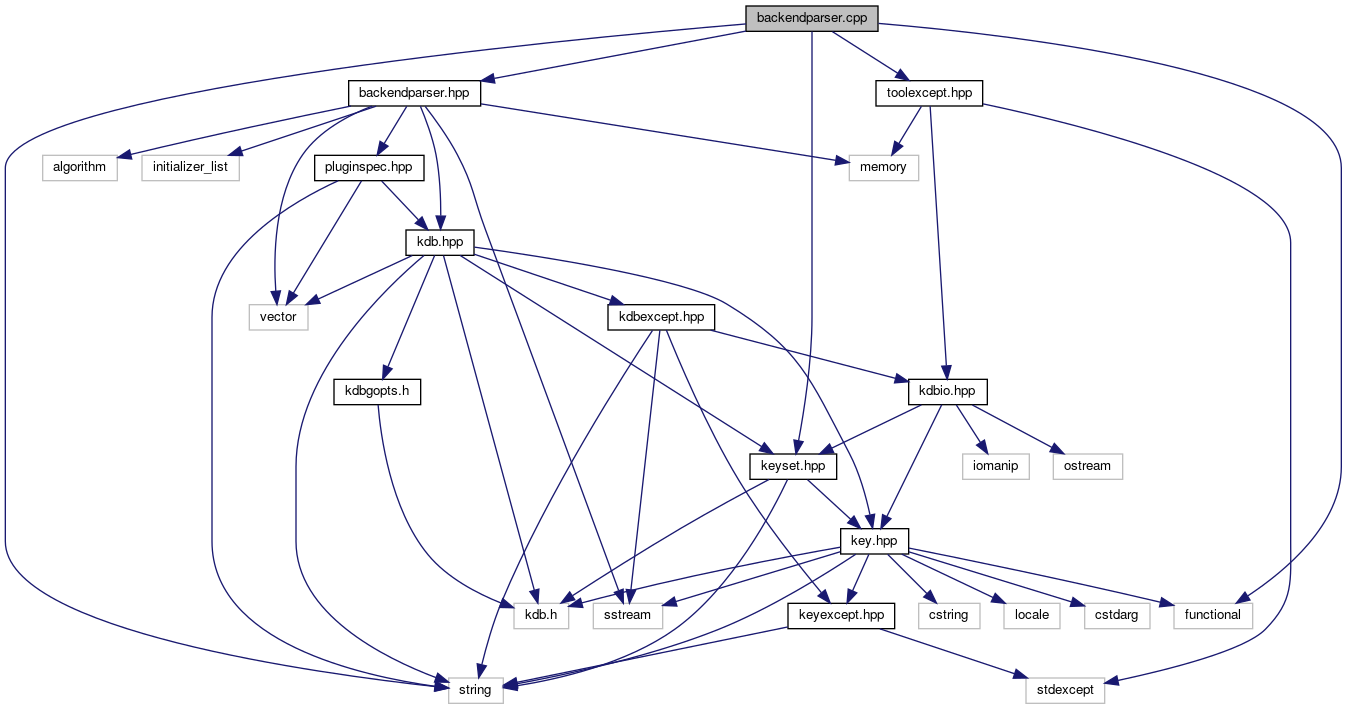 backendparser.cpp
backendparser.hpp
toolexcept.hpp
algorithm
initializer_list
pluginspec.hpp
memory
kdb.hpp
vector
kdbexcept.hpp
kdbgopts.h
kdbio.hpp
keyset.hpp
iomanip
ostream
key.hpp
kdb.h
sstream
keyexcept.hpp
cstring
locale
cstdarg
functional
string
stdexcept